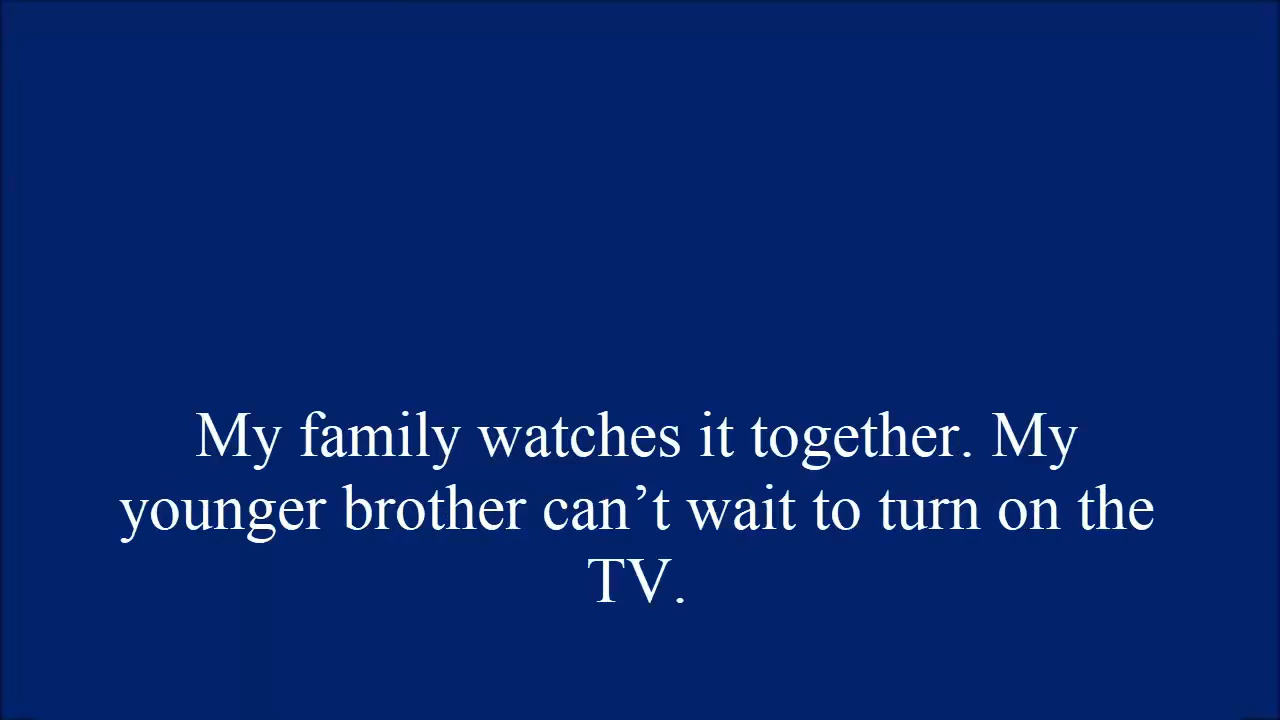 My family watches it together. My
younger brother can’t wait to turn on the
TV.